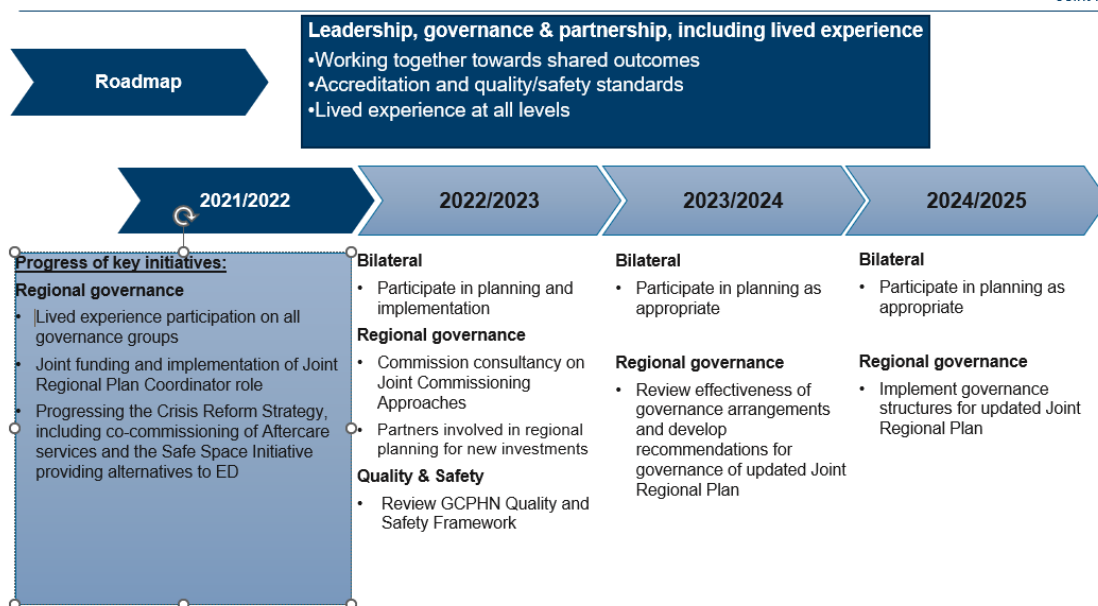 Leadership, governance & partnership, including lived experience
•Working together towards shared outcomes
•Accreditation and quality/safety standards
•Lived experience at all levels
Roadmap
2021/2022
2022/2023
2023/2024
2024/2025
Progress of key initiatives:
Regional governance
• Lived experience participation on all
governance groups
• Joint funding and implementation of Joint
Regional Plan Coordinator role
• Progressing the Crisis Reform Strategy,
including co-commissioning of Aftercare
services and the Safe Space Initiative
providing alternatives to ED
Bilateral
• Participate in planning and
implementation
Regional governance
• Commission consultancy on
Joint Commissioning
Approaches
• Partners involved in regional
planning for new investments
Quality & Safety
• Review GCPHN Quality and
Safety Framework
Bilateral
• Participate in planning as
appropriate
Regional governance
• Review effectiveness of
governance arrangements
and develop
recommendations for
governance of updated Joint
Regional Plan
Bilateral
• Participate in planning as
appropriate
Regional governance
• Implement governance
structures for updated Joint
Regional Plan